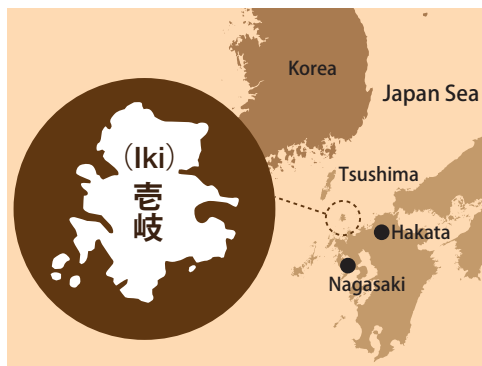 Korea
Japan Sea
(Iki)
壱岐
Tsushima
Hakata
Nagasaki